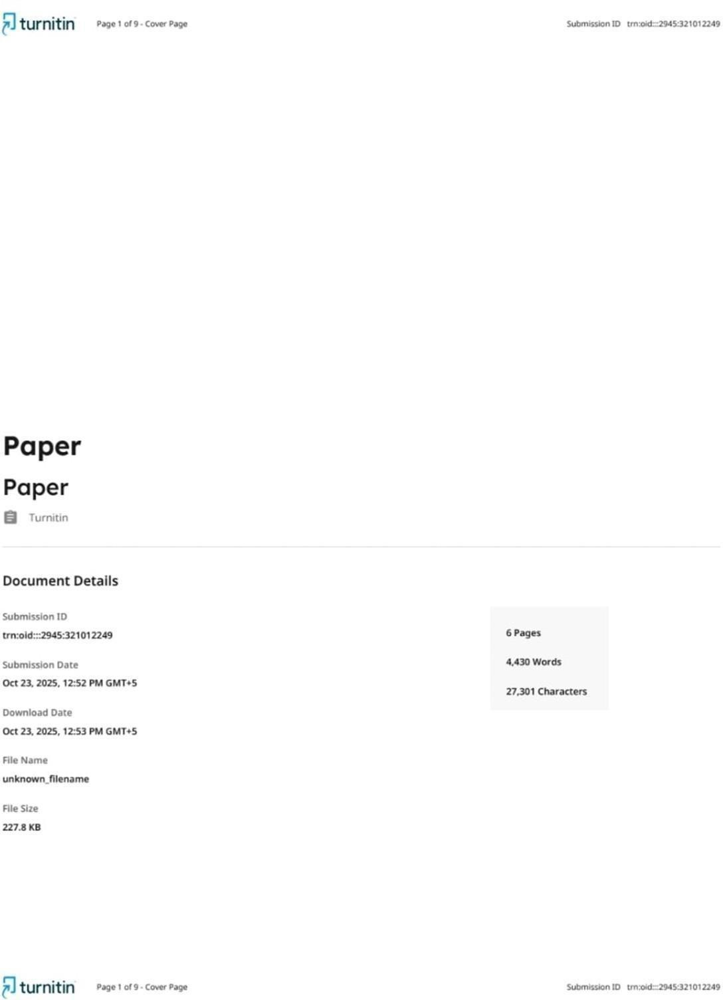 turnitin Page 1 of 9 - Cover Page Submission ID trn:oid:::2945:321012249
Paper
Paper
Turnitin
Document Details
Submission ID
trn:oid:::2945:321012249
Submission Date
Oct 23, 2025, 12:52 PM GMT+5
Download Date
Oct 23, 2025, 12:53 PM GMT+5
File Name
unknown_filename
File Size
227.8 KB
6 Pages
4,430 Words
27,301 Characters
turnitin Page 1 of 9 - Cover Page Submission ID trn:oid:::2945:321012249